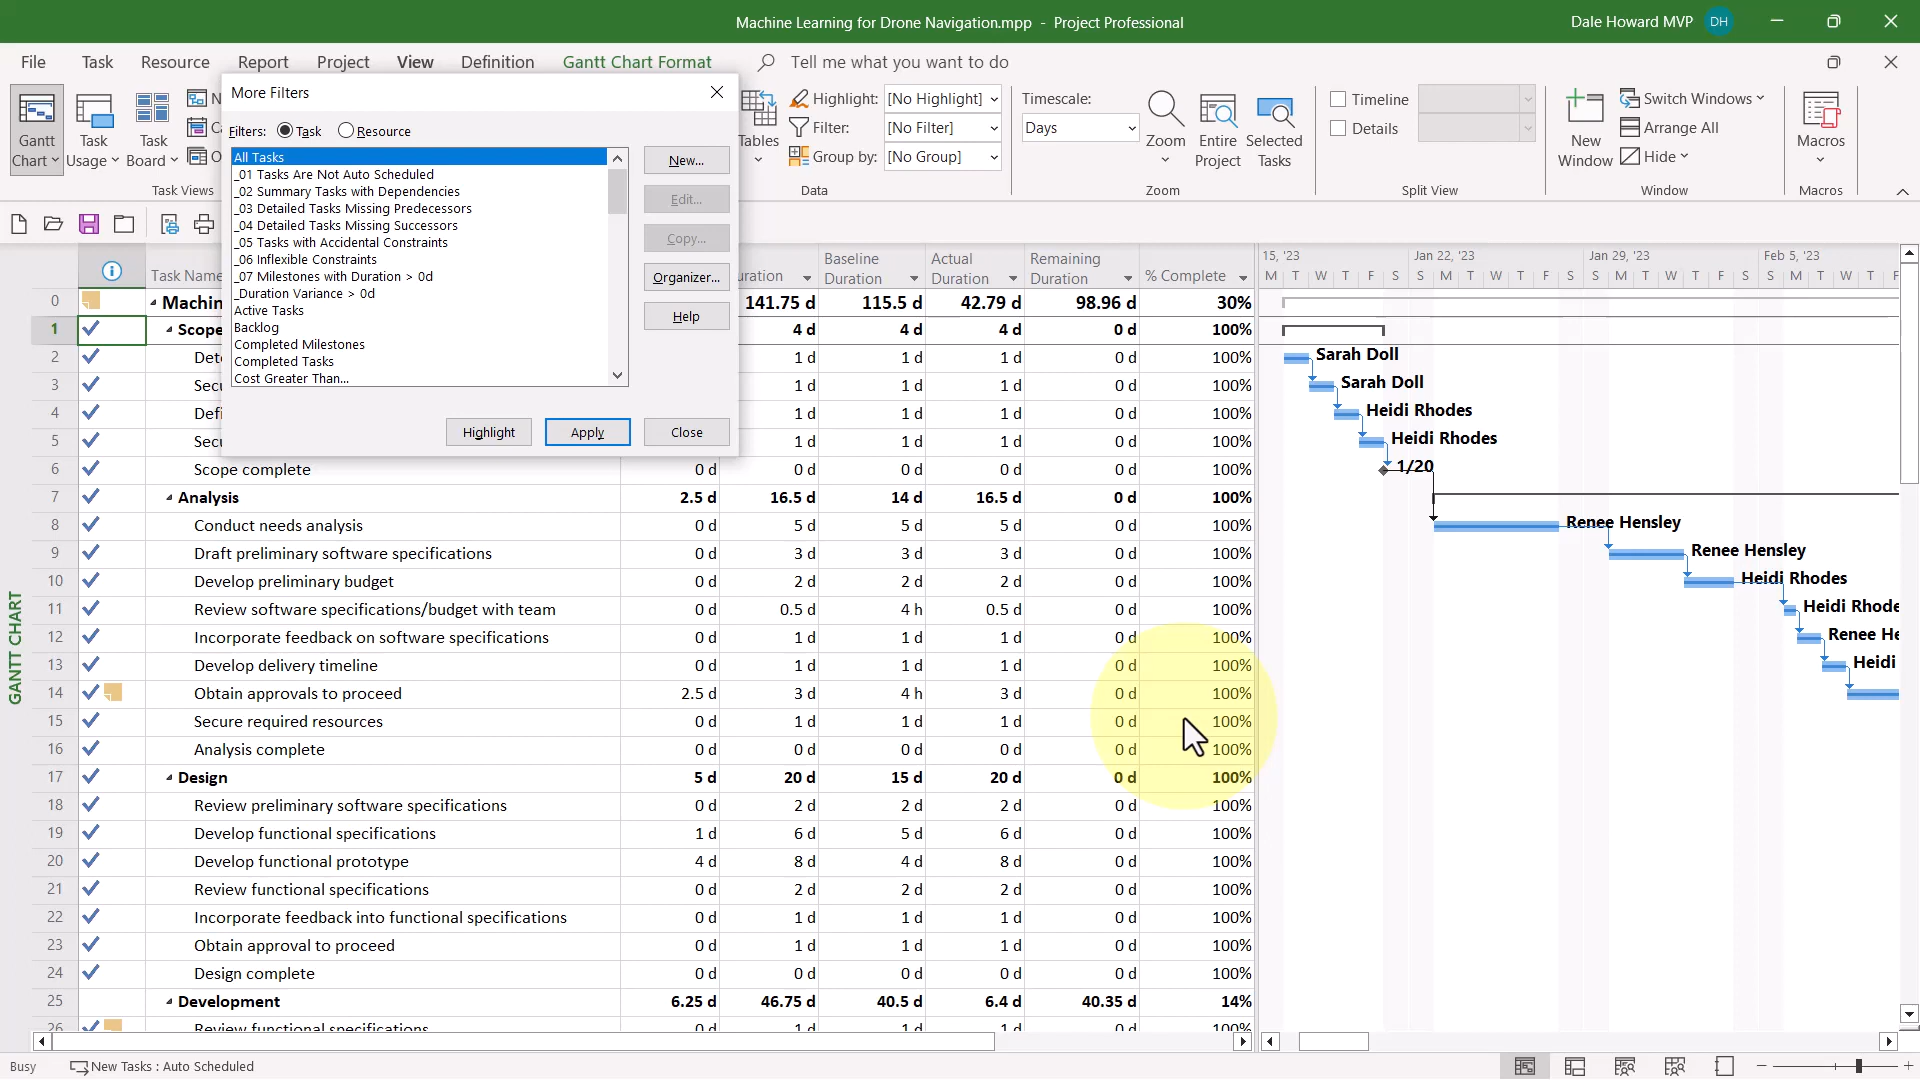 Machine Learning for Drone Navigation.mpp - Project Professional
Dale Howard MVP DH
File Task Resource Report Project View Definition Gantt Chart Format Tell me what you want to do
Gantt Chart
Task Usage
Task Board
Task Views
Tables
Highlight: [No Highlight]
Filter: [No Filter]
Group by: [No Group]
Data
Timescale:
Days
Zoom
Entire Project
Selected Tasks
Zoom
Timeline
Details
Split View
New Window
Switch Windows
Arrange All
Hide
Window
Macros
Macros
More Filters
Filters: Task Resource
All Tasks
_01 Tasks Are Not Auto Scheduled
_02 Summary Tasks with Dependencies
_03 Detailed Tasks Missing Predecessors
_04 Detailed Tasks Missing Successors
_05 Tasks with Accidental Constraints
_06 Inflexible Constraints
_07 Milestones with Duration > 0d
_Duration Variance > 0d
Active Tasks
Backlog
Completed Milestones
Completed Tasks
Cost Greater Than...
New...
Edit...
Copy...
Organizer...
Help
Highlight Apply Close
Task Name uration Baseline Duration Actual Duration Remaining Duration % Complete
15, '23 Jan 22, '23 Jan 29, '23 Feb 5, '23
M T W T F S S M T W T F S S M T W T F S S M T W T F
0 Machin 141.75 d 115.5 d 42.79 d 98.96 d 30%
1 Scope 4 d 4 d 4 d 0 d 100%
2 Det 1 d 1 d 1 d 0 d 100% Sarah Doll
3 Secu 1 d 1 d 1 d 0 d 100% Sarah Doll
4 Defi 1 d 1 d 1 d 0 d 100% Heidi Rhodes
5 Secu 1 d 1 d 1 d 0 d 100% Heidi Rhodes
6 Scope complete 0 d 0 d 0 d 0 d 0 d 100% 1/20
7 Analysis 2.5 d 16.5 d 14 d 16.5 d 0 d 100%
8 Conduct needs analysis 0 d 5 d 5 d 5 d 0 d 100% Renee Hensley
9 Draft preliminary software specifications 0 d 3 d 3 d 3 d 0 d 100% Renee Hensley
10 Develop preliminary budget 0 d 2 d 2 d 2 d 0 d 100% Heidi Rhodes
11 Review software specifications/budget with team 0 d 0.5 d 4 h 0.5 d 0 d 100% Heidi Rhode
12 Incorporate feedback on software specifications 0 d 1 d 1 d 1 d 0 d 100% Renee He
13 Develop delivery timeline 0 d 1 d 1 d 1 d 0 d 100% Heidi
14 Obtain approvals to proceed 2.5 d 3 d 4 h 3 d 0 d 100%
15 Secure required resources 0 d 1 d 1 d 1 d 0 d 100%
16 Analysis complete 0 d 0 d 0 d 0 d 0 d 100%
17 Design 5 d 20 d 15 d 20 d 0 d 100%
18 Review preliminary software specifications 0 d 2 d 2 d 2 d 0 d 100%
19 Develop functional specifications 1 d 6 d 5 d 6 d 0 d 100%
20 Develop functional prototype 4 d 8 d 4 d 8 d 0 d 100%
21 Review functional specifications 0 d 2 d 2 d 2 d 0 d 100%
22 Incorporate feedback into functional specifications 0 d 1 d 1 d 1 d 0 d 100%
23 Obtain approval to proceed 0 d 1 d 1 d 1 d 0 d 100%
24 Design complete 0 d 0 d 0 d 0 d 0 d 100%
25 Development 6.25 d 46.75 d 40.5 d 6.4 d 40.35 d 14%
26 Review functional specifications 0 d 1 d 1 d 1 d 0 d 100%
GANTT CHART
Busy New Tasks : Auto Scheduled